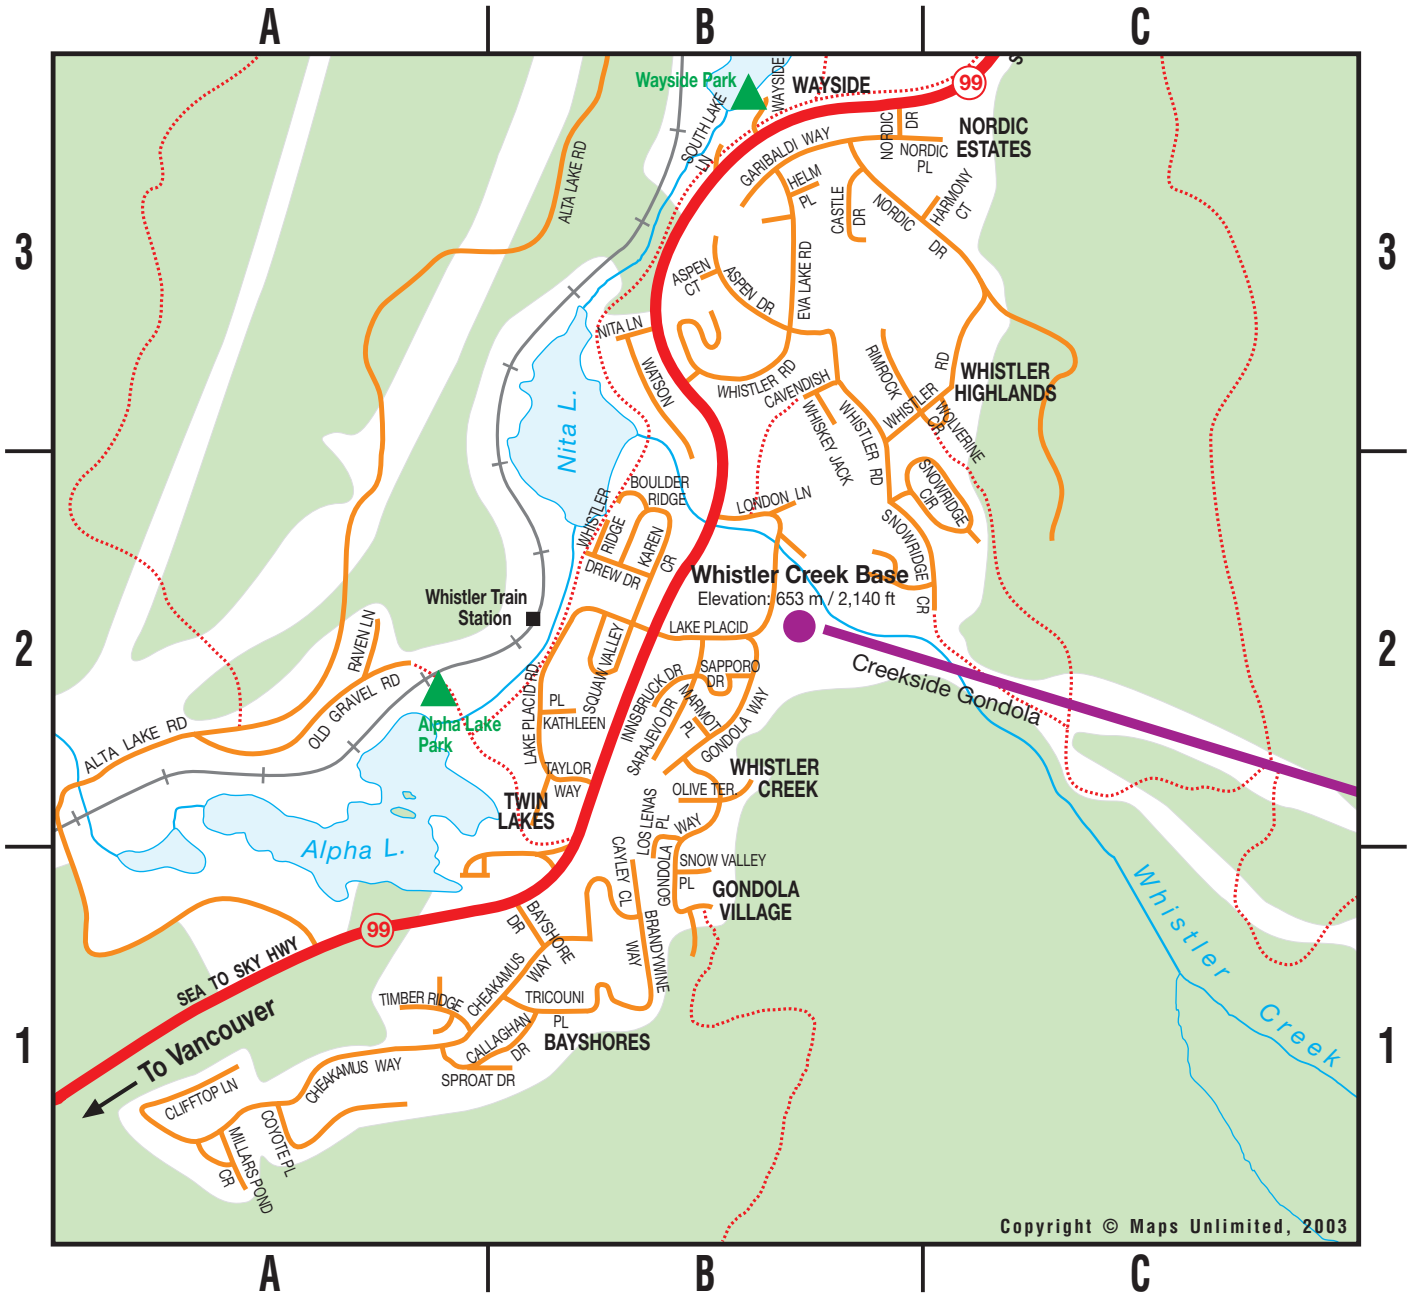 A
B
C
3
2
1
3
2
1
A
B
C
Wayside Park
WAYSIDE
WAYSIDE
99
S
SOUTH LAKE
LN
GARIBALDI WAY
NORDIC
DR
NORDIC
PL
NORDIC
ESTATES
HELM
PL
CASTLE
DR
NORDIC
DR
HARMONY
CT
ALTA LAKE RD
ASPEN
CT
ASPEN DR
EVA LAKE RD
NITA LN
WATSON
WHISTLER RD
CAVENDISH
RIMROCK
WHISTLER
RD
WHISTLER
HIGHLANDS
WOLVERINE
CR
WHISKEY JACK
WHISTLER RD
Nita L.
BOULDER
RIDGE
WHISTLER
RIDGE
KAREN
CR
DREW DR
LONDON LN
SNOWRIDGE
CIR
SNOWRIDGE
CR
Whistler Creek Base
Elevation: 653 m / 2,140 ft
Whistler Train
Station
LAKE PLACID
SQUAW VALLEY
RAVEN LN
OLD GRAVEL RD
ALTA LAKE RD
Alpha Lake
Park
LAKE PLACID RD
PL
KATHLEEN
TAYLOR
WAY
TWIN
LAKES
INNSBRUCK DR
SARAJEVO DR
SAPPORO
DR
MARMOT
PL
GONDOLA WAY
Creekside Gondola
WHISTLER
CREEK
OLIVE TER.
LOS LENAS
PL
WAY
GONDOLA
SNOW VALLEY
PL
GONDOLA
VILLAGE
Alpha L.
CAYLEY CL
BRANDYWINE
WAY
99
SEA TO SKY HWY
To Vancouver
BAYSHORE
DR
CHEAKAMUS
WAY
TIMBER RIDGE
TRICOUNI
PL
CALLAGHAN
DR
BAYSHORES
SPROAT DR
CHEAKAMUS WAY
CLIFFTOP LN
COYOTE PL
MILLARS POND
CR
Whistler Creek
Copyright © Maps Unlimited, 2003